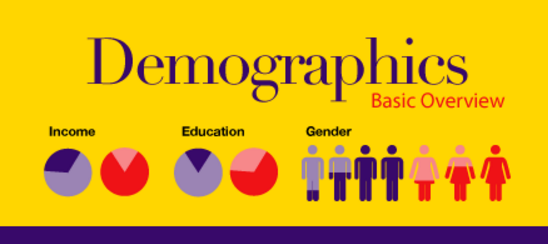 Demographics
Basic Overview
Income
Education
Gender